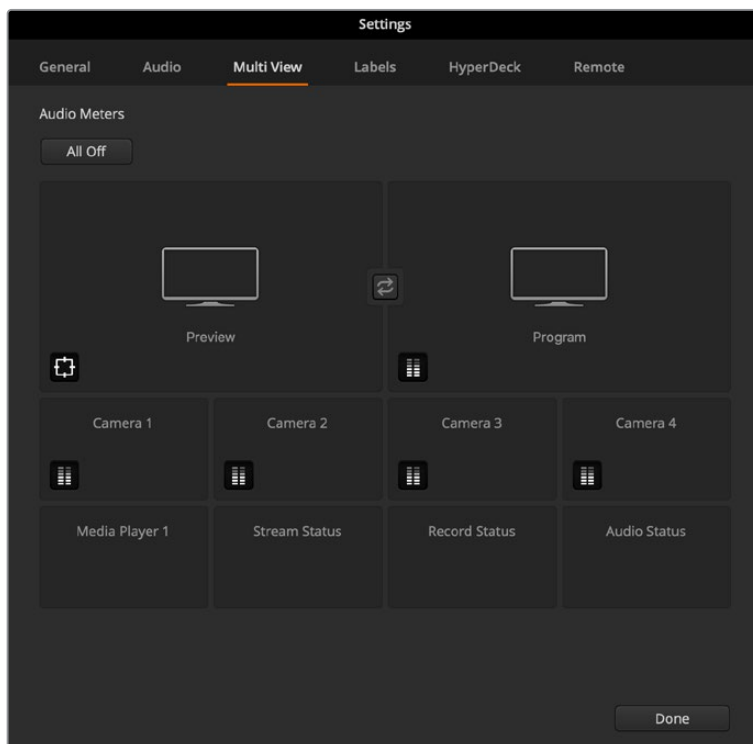 Settings
General Audio Multi View Labels HyperDeck Remote
Audio Meters
All Off
Preview Program
Camera 1 Camera 2 Camera 3 Camera 4
Media Player 1 Stream Status Record Status Audio Status
Done